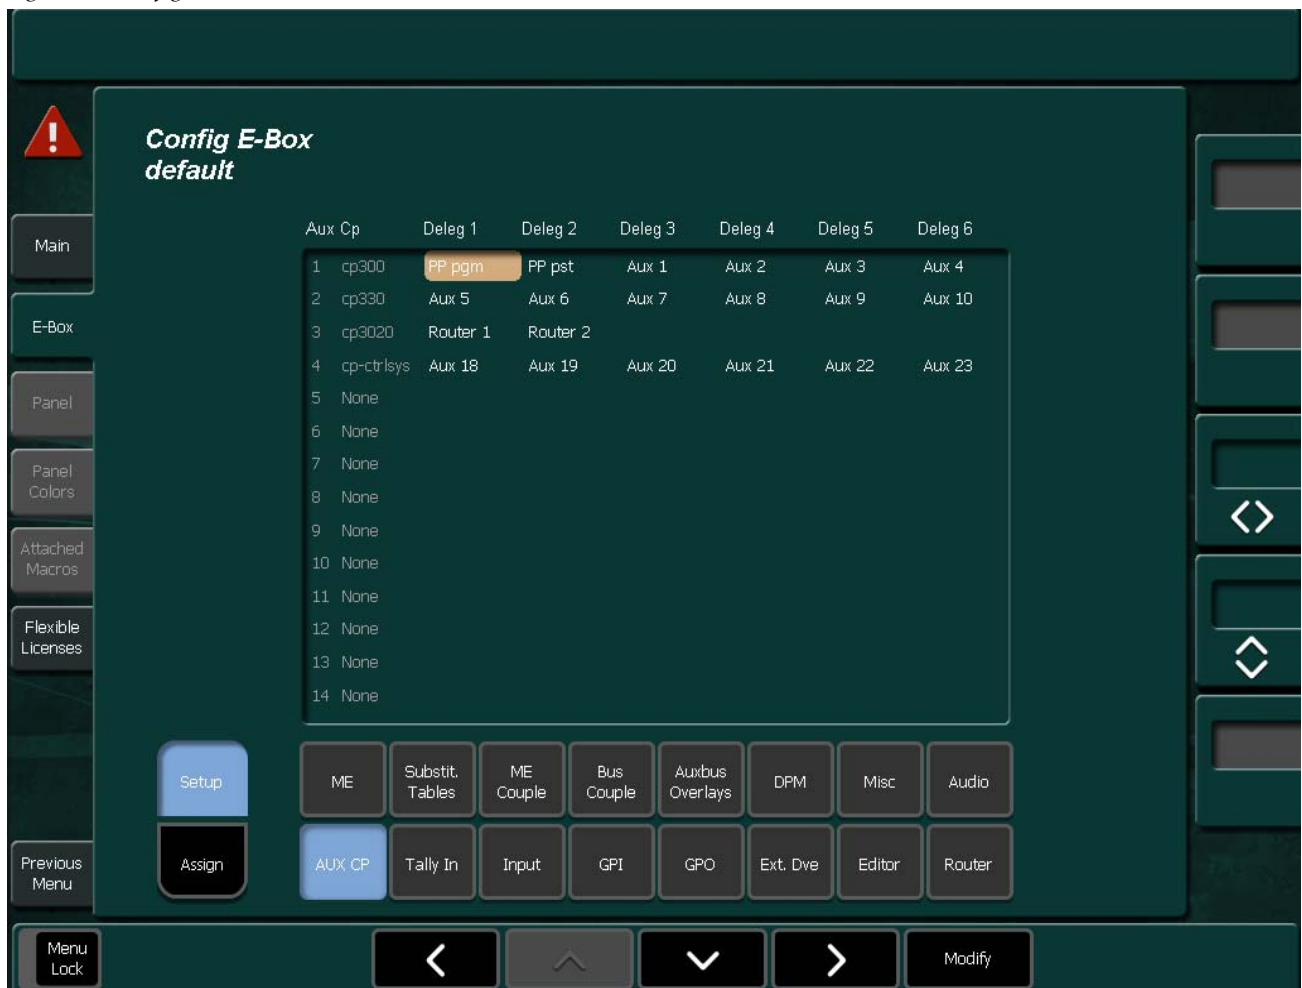 Config E-Box
default
Main
E-Box
Panel
Panel
Colors
Attached
Macros
Flexible
Licenses
Previous
Menu
Aux Cp Deleg 1 Deleg 2 Deleg 3 Deleg 4 Deleg 5 Deleg 6
1 cp300 PP pgm PP pst Aux 1 Aux 2 Aux 3 Aux 4
2 cp330 Aux 5 Aux 6 Aux 7 Aux 8 Aux 9 Aux 10
3 cp3020 Router 1 Router 2
4 cp-ctrlsys Aux 18 Aux 19 Aux 20 Aux 21 Aux 22 Aux 23
5 None
6 None
7 None
8 None
9 None
10 None
11 None
12 None
13 None
14 None
Setup
Assign
ME
Substit.
Tables
ME
Couple
Bus
Couple
Auxbus
Overlays
DPM
Misc
Audio
AUX CP
Tally In
Input
GPI
GPO
Ext. Dve
Editor
Router
Menu
Lock
Modify